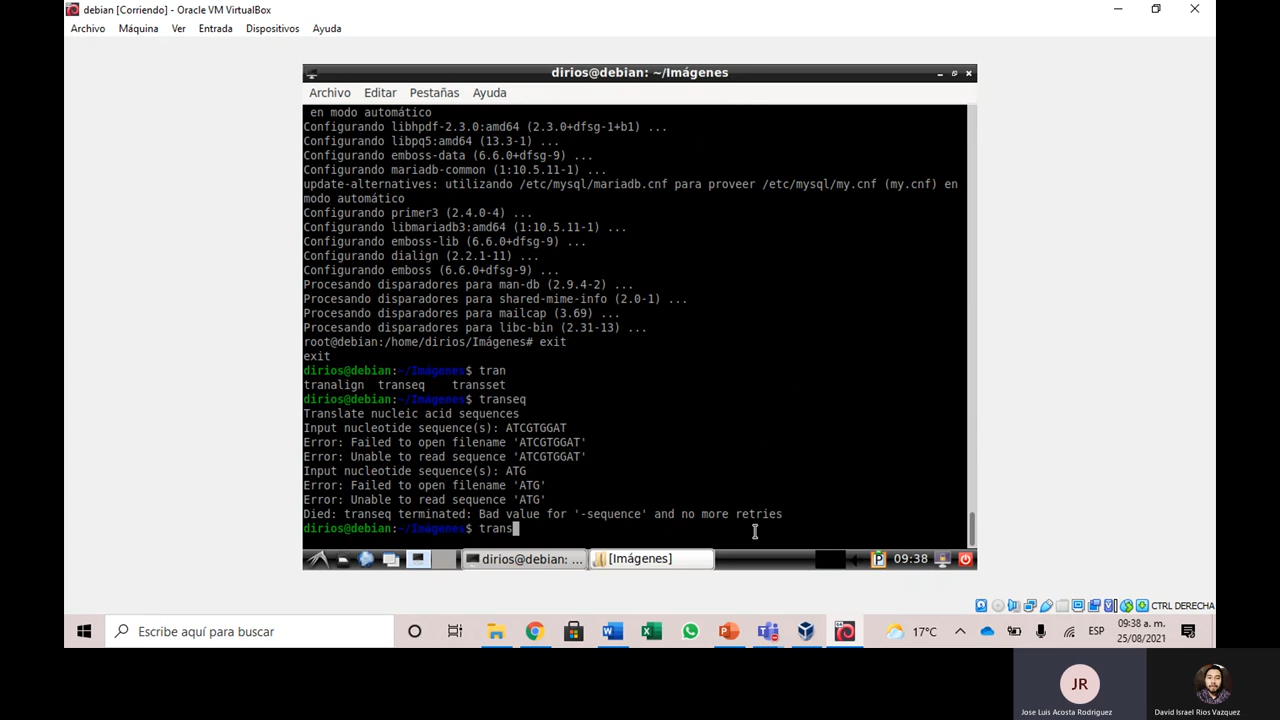 debian [Corriendo] - Oracle VM VirtualBox
Archivo Máquina Ver Entrada Dispositivos Ayuda
dirios@debian: ~/Imágenes
Archivo Editar Pestañas Ayuda
en modo automático
Configurando libhpdf-2.3.0:amd64 (2.3.0+dfsg-1+b1) ...
Configurando libpq5:amd64 (13.3-1) ...
Configurando emboss-data (6.6.0+dfsg-9) ...
Configurando mariadb-common (1:10.5.11-1) ...
update-alternatives: utilizando /etc/mysql/mariadb.cnf para proveer /etc/mysql/my.cnf (my.cnf) en
modo automático
Configurando primer3 (2.4.0-4) ...
Configurando libmariadb3:amd64 (1:10.5.11-1) ...
Configurando emboss-lib (6.6.0+dfsg-9) ...
Configurando dialign (2.2.1-11) ...
Configurando emboss (6.6.0+dfsg-9) ...
Procesando disparadores para man-db (2.9.4-2) ...
Procesando disparadores para shared-mime-info (2.0-1) ...
Procesando disparadores para mailcap (3.69) ...
Procesando disparadores para libc-bin (2.31-13) ...
root@debian:/home/dirios/Imágenes# exit
exit
dirios@debian:~/Imágenes$ tran
tranalign transeq transset
dirios@debian:~/Imágenes$ transeq
Translate nucleic acid sequences
Input nucleotide sequence(s): ATCGTGGAT
Error: Failed to open filename 'ATCGTGGAT'
Error: Unable to read sequence 'ATCGTGGAT'
Input nucleotide sequence(s): ATG
Error: Failed to open filename 'ATG'
Error: Unable to read sequence 'ATG'
Died: transeq terminated: Bad value for '-sequence' and no more retries
dirios@debian:~/Imágenes$ trans
dirios@debian: ... [Imágenes] 09:38
CTRL DERECHA
Escribe aquí para buscar 17°C ESP 09:38 a. m.
25/08/2021
JR
Jose Luis Acosta Rodriguez David Israel Rios Vazquez